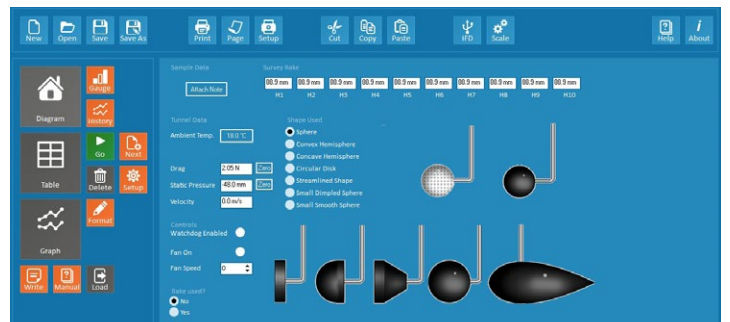 New Open Save Save As Print Page Setup Cut Copy Paste IFD Scale Help About
Sample Data Survey Rake
Attach Note
00.9 mm 00.9 mm 00.9 mm 00.9 mm 00.9 mm 00.9 mm 00.9 mm 00.9 mm 00.9 mm 00.9 mm
H1 H2 H3 H4 H5 H6 H7 H8 H9 H10
Diagram
Gauge
History
Go Next
Table
Delete Setup
Graph
Format
Write Manual Load
Tunnel Data
Ambient Temp. 18.0 °C
Drag 2.05 N Zero
Static Pressure 48.0 mm Zero
Velocity 0.0 m/s
Controls
Watchdog Enabled
Fan On
Fan Speed 0
Rake used?
No
Yes
Shape Used
Sphere
Convex Hemisphere
Concave Hemisphere
Circular Disk
Streamlined Shape
Small Dimpled Sphere
Small Smooth Sphere